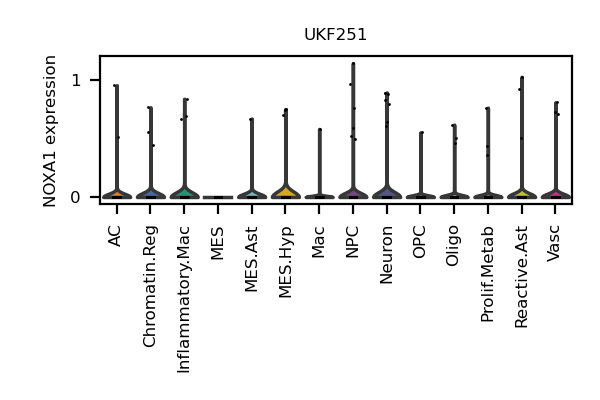 UKF251
NOXA1 expression
1
0
AC
Chromatin.Reg
Inflammatory.Mac
MES
MES.Ast
MES.Hyp
Mac
NPC
Neuron
OPC
Oligo
Prolif.Metab
Reactive.Ast
Vasc